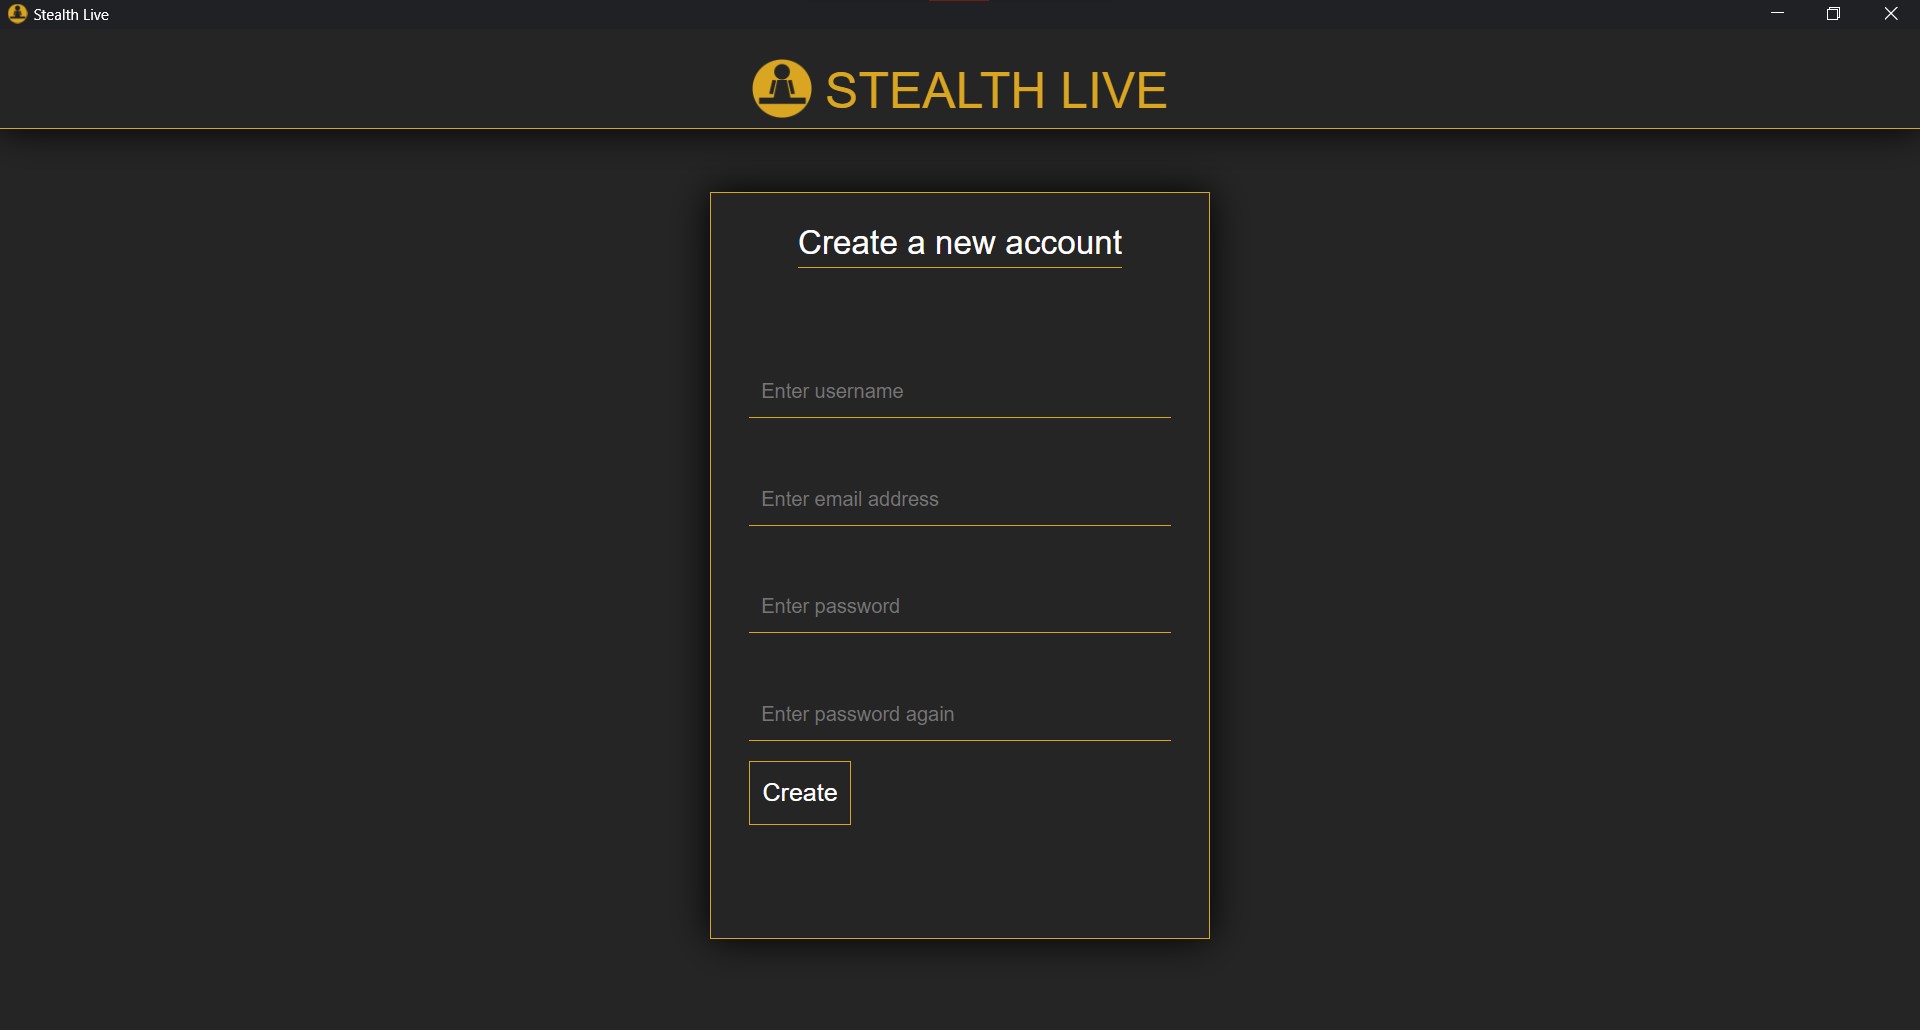 Stealth Live
STEALTH LIVE
Create a new account
Enter username
Enter email address
Enter password
Enter password again
Create